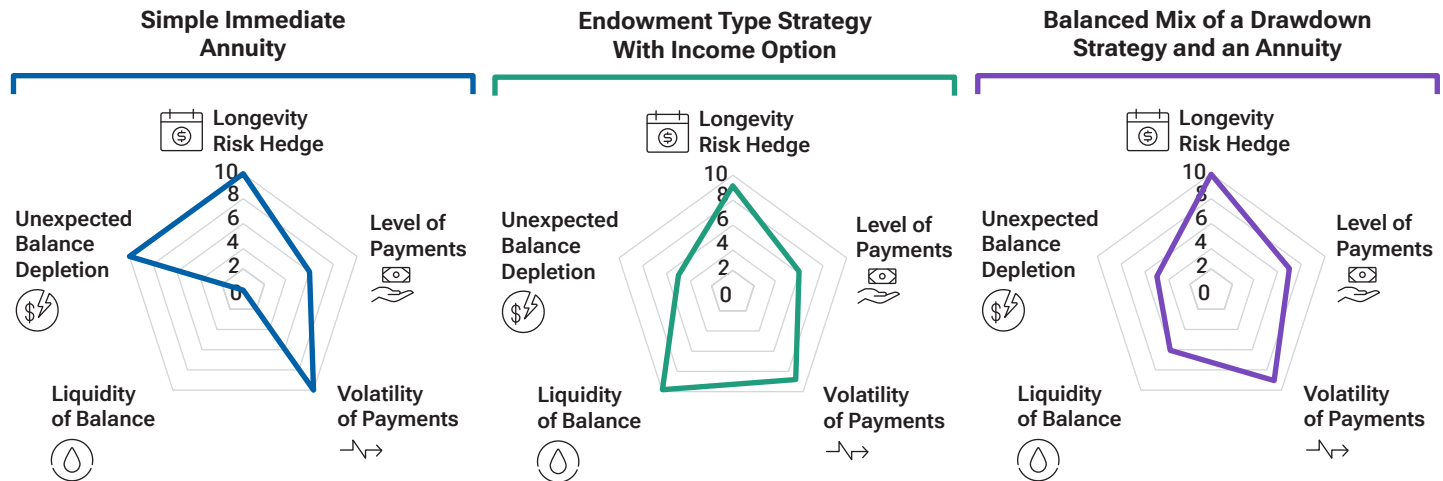 Simple Immediate
Annuity
Longevity
Risk Hedge
10
8
6
4
2
0
Unexpected
Balance
Depletion
$
$
Level of
Payments
Liquidity
of Balance
Volatility
of Payments
Endowment Type Strategy
With Income Option
Longevity
Risk Hedge
10
8
6
4
2
0
Unexpected
Balance
Depletion
$
$
Level of
Payments
Liquidity
of Balance
Volatility
of Payments
Balanced Mix of a Drawdown
Strategy and an Annuity
Longevity
Risk Hedge
10
8
6
4
2
0
Unexpected
Balance
Depletion
$
$
Level of
Payments
Liquidity
of Balance
Volatility
of Payments